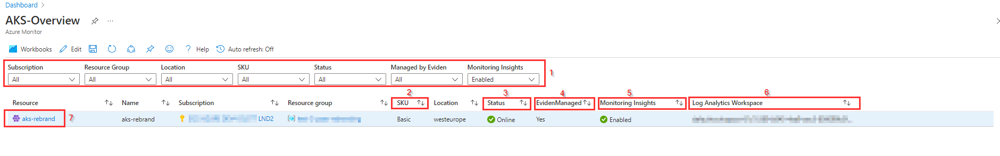 Dashboard >
AKS-Overview ...
Azure Monitor
Workbooks Edit ? Help Auto refresh: Off
Subscription Resource Group Location SKU Status Managed by Eviden Monitoring Insights
All All All All All All Enabled 1
2 3 4 5 6
Resource Name Subscription Resource group SKU Location Status EvidenManaged Monitoring Insights Log Analytics Workspace
aks-rebrand 7 aks-rebrand LND2 Basic westeurope Online Yes Enabled